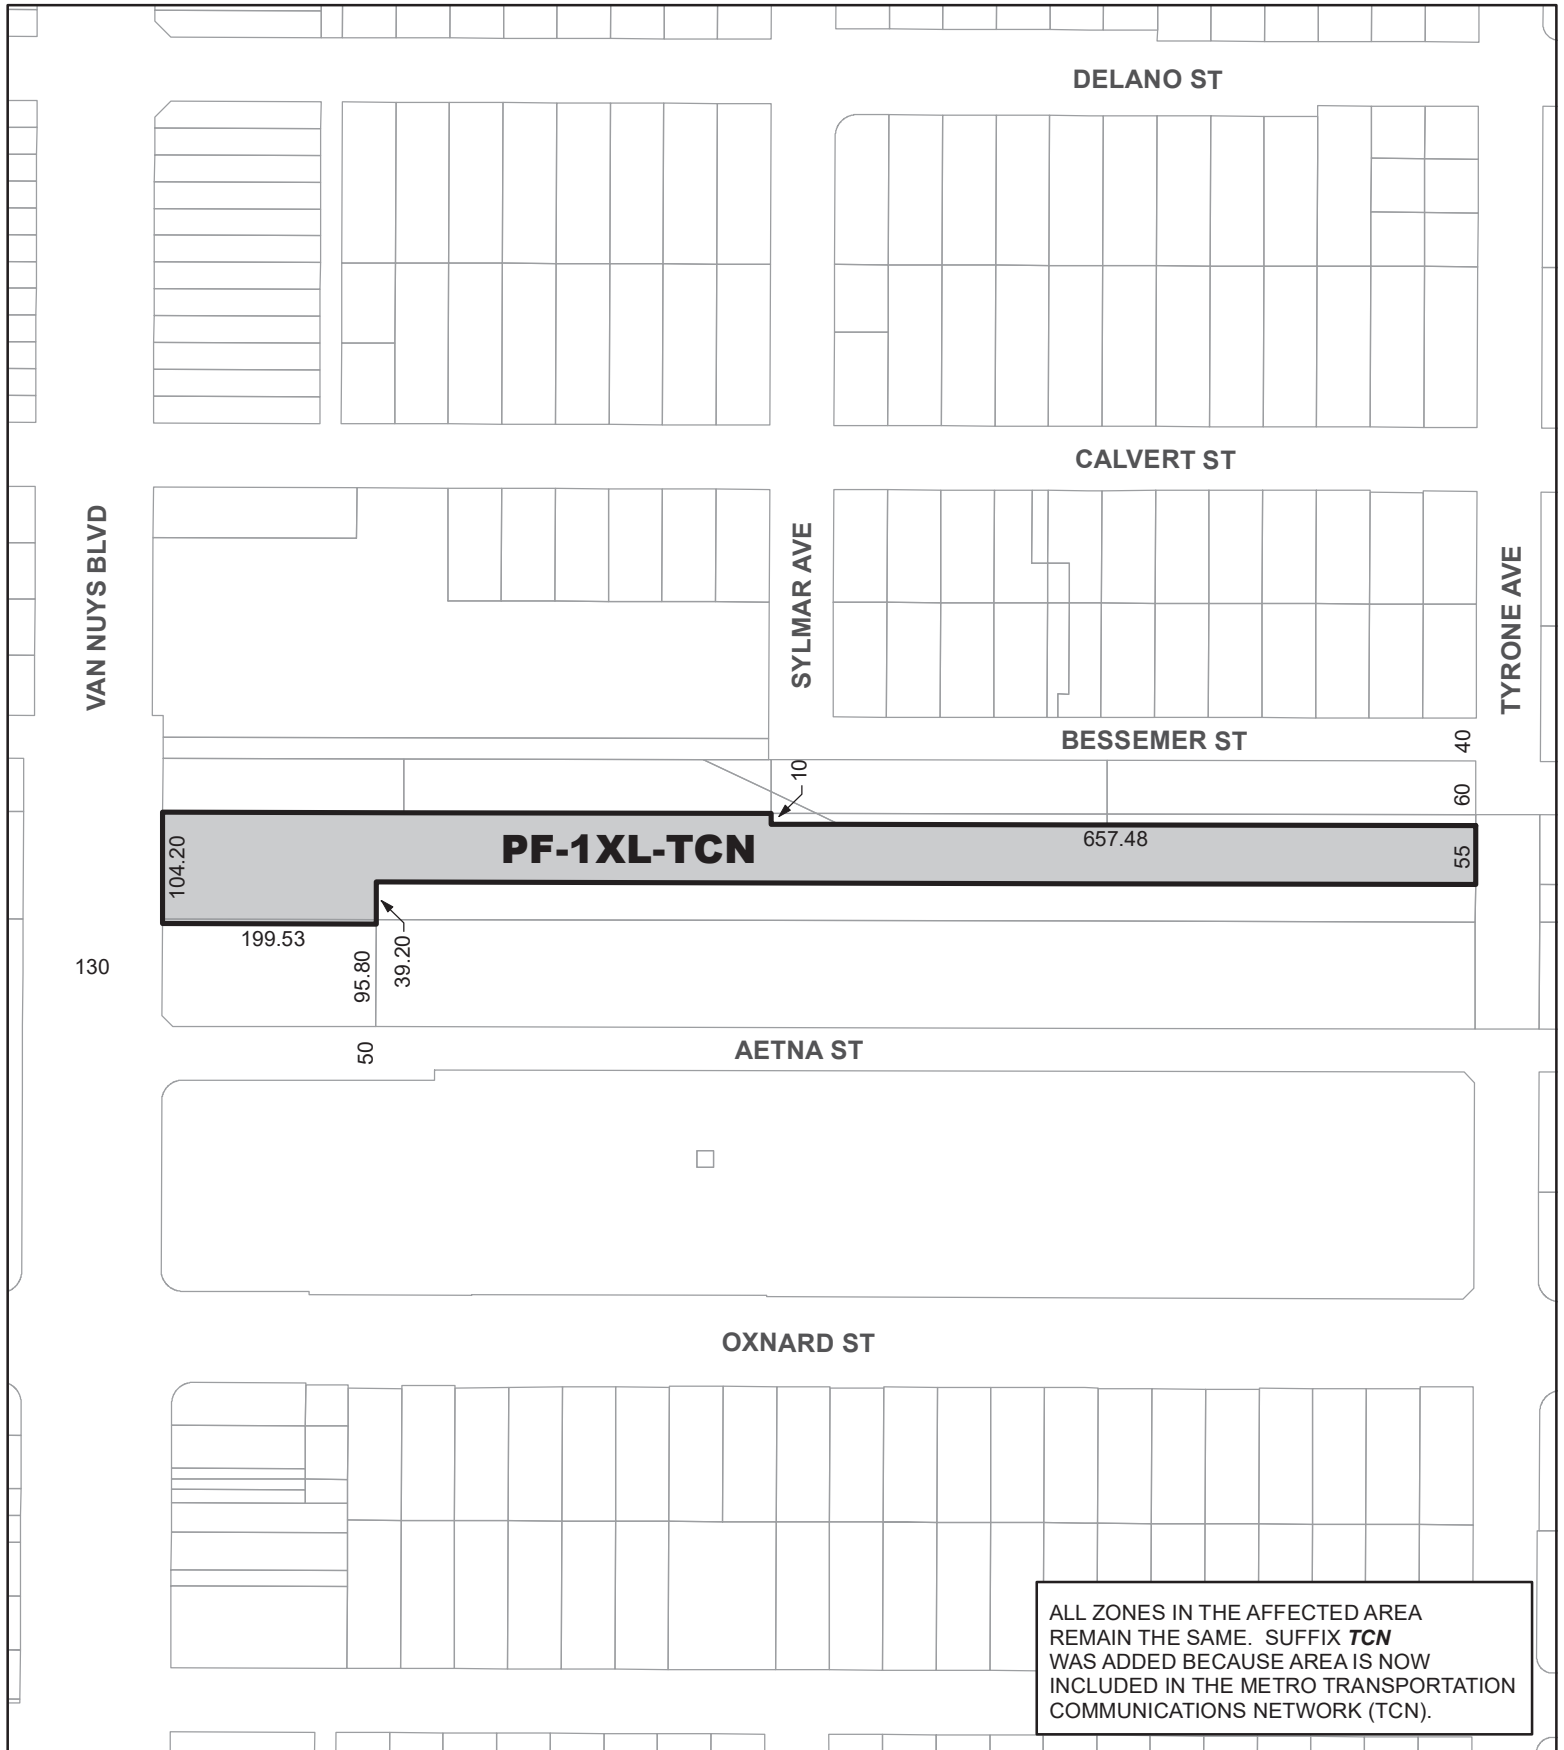 DELANO ST
CALVERT ST
VAN NUYS BLVD
SYLMAR AVE
TYRONE AVE
BESSEMER ST
40
10
60
PF-1XL-TCN
657.48
104.20
55
199.53
39.20
95.80
130
50
AETNA ST
OXNARD ST
ALL ZONES IN THE AFFECTED AREA
REMAIN THE SAME. SUFFIX TCN
WAS ADDED BECAUSE AREA IS NOW
INCLUDED IN THE METRO TRANSPORTATION
COMMUNICATIONS NETWORK (TCN).